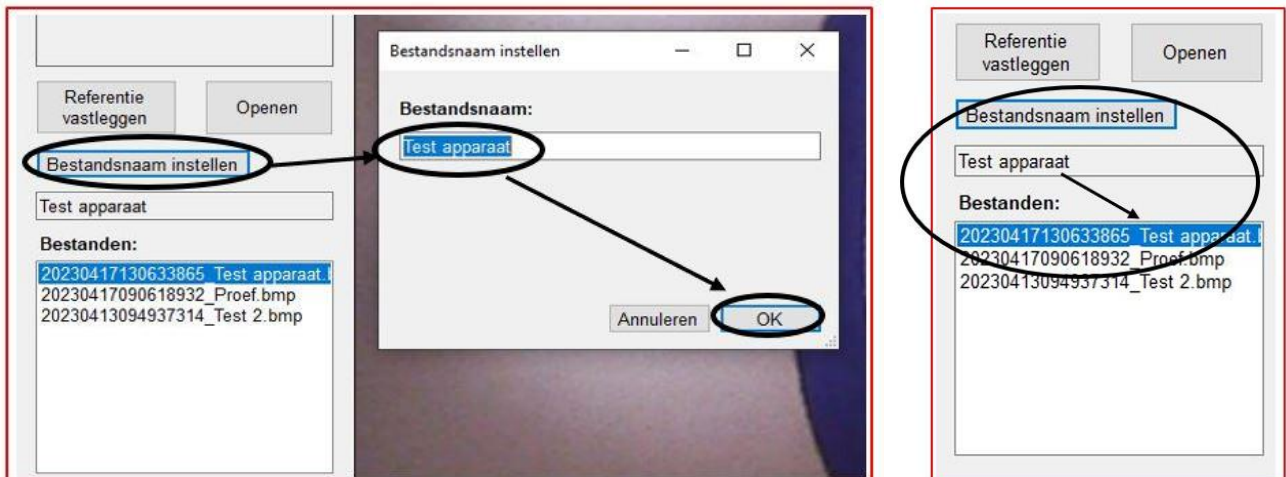 Referentie
vastleggen
Openen
Bestandsnaam instellen
Test apparaat
Bestanden:
20230417130633865_Test apparaat.
20230417090618932_Proef.bmp
20230413094937314_Test 2.bmp
Bestandsnaam instellen
Bestandsnaam:
Test apparaat
Annuleren
OK
Referentie
vastleggen
Openen
Bestandsnaam instellen
Test apparaat
Bestanden:
20230417130633865_Test apparaat.
20230417090618932_Proef.bmp
20230413094937314_Test 2.bmp